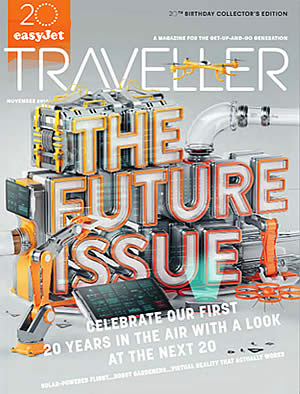 20
easyJet
20TH BIRTHDAY COLLECTOR'S EDITION
A MAGAZINE FOR THE GET-UP-AND-GO GENERATION
TRAVELLER
NOVEMBER
THE
FUTURE
ISSUE
CELEBRATE OUR FIRST
20 YEARS IN THE AIR WITH A LOOK
AT THE NEXT 20
SOLAR-POWERED FLIGHT...ROBOT GARDENERS...VIRTUAL REALITY THAT ACTUALLY WORKS